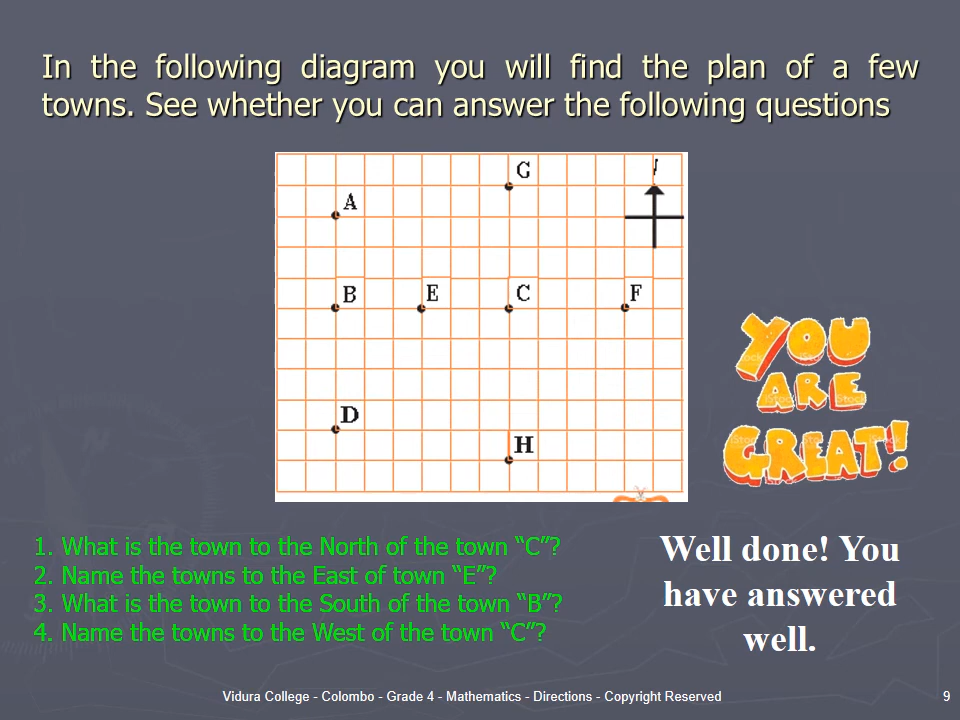 In the following diagram you will find the plan of a few
towns. See whether you can answer the following questions
G
A
B
E
C
F
D
H
YOU
ARE
GREAT!
iStock
iStock
iStock
1. What is the town to the North of the town “C”?
2. Name the towns to the East of town “E”?
3. What is the town to the South of the town “B”?
4. Name the towns to the West of the town “C”?
Well done! You
have answered
well.
Vidura College - Colombo - Grade 4 - Mathematics - Directions - Copyright Reserved
9